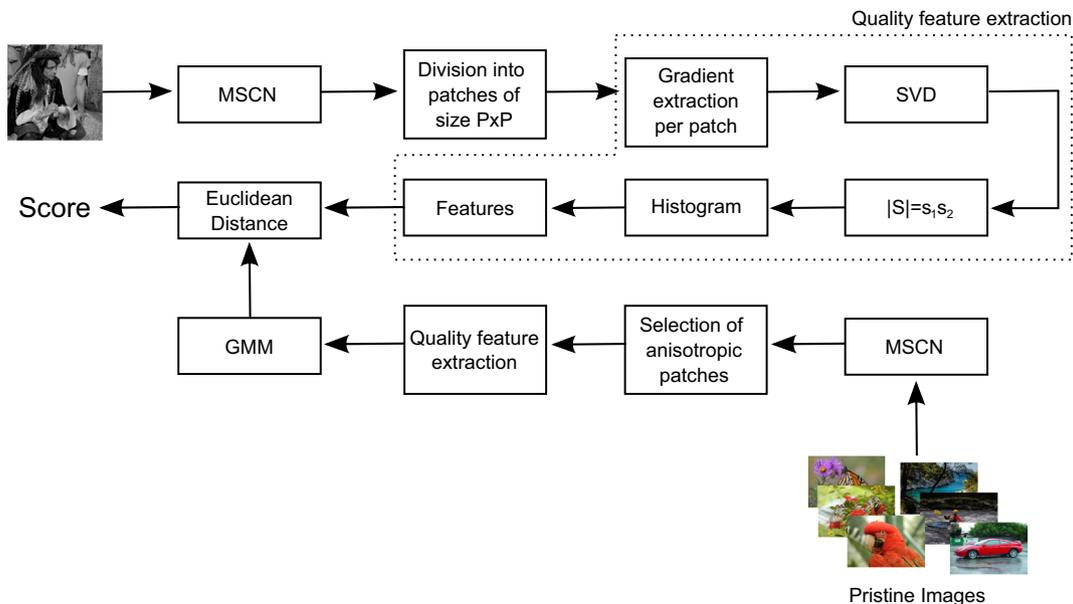 Quality feature extraction
MSCN
Division into
patches of
size PxP
Gradient
extraction
per patch
SVD
Score
Euclidean
Distance
Features
Histogram
|S|=s₁s₂
GMM
Quality feature
extraction
Selection of
anisotropic
patches
MSCN
Pristine Images